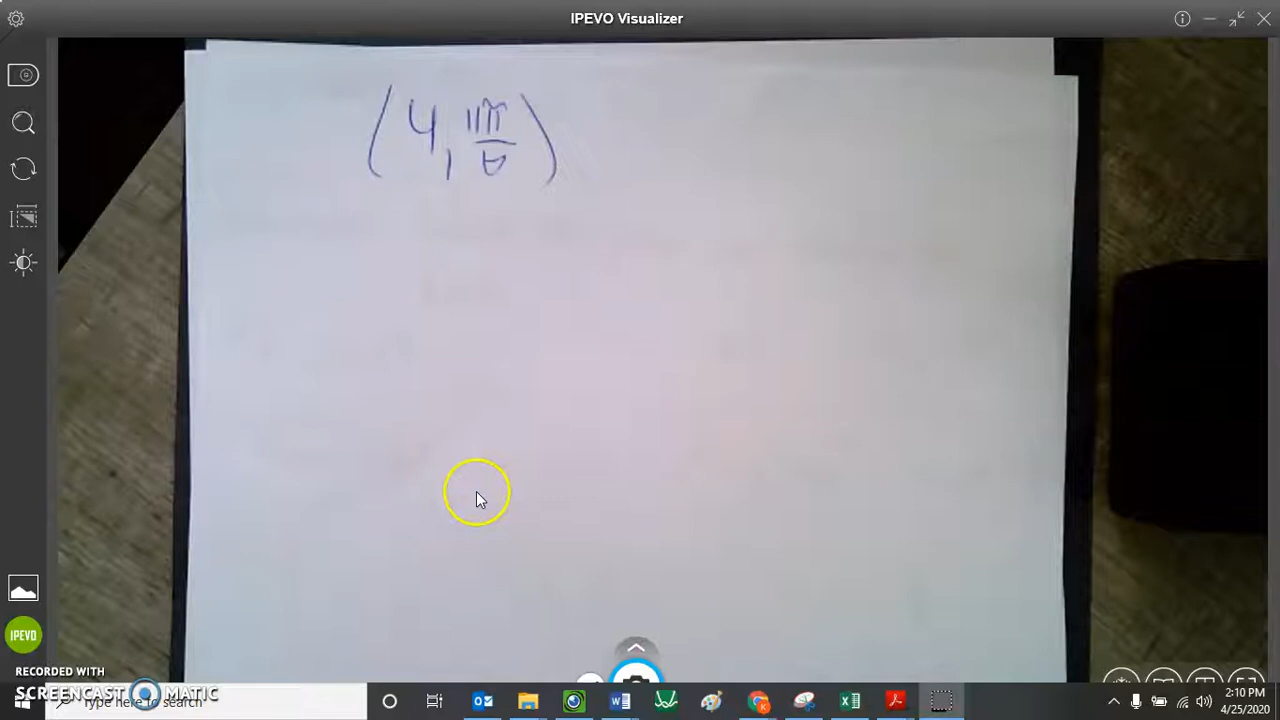 IPEVO Visualizer
(4, 11π/6)
IPEVO
RECORDED WITH
SCREENCAST MATIC
Type here to search
2:10 PM
4/25/2020